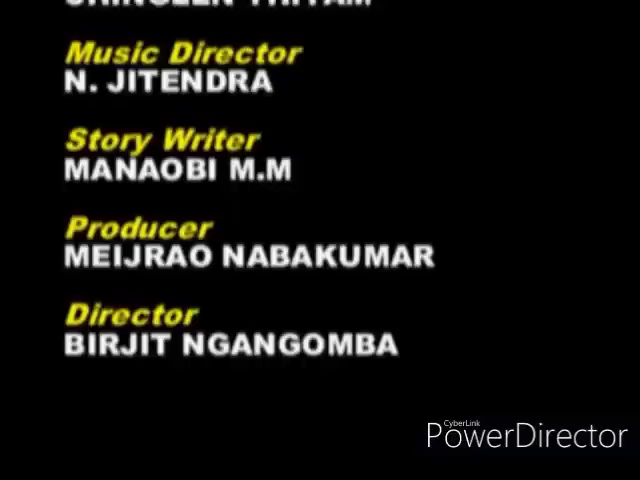 Music Director
N. JITENDRA
Story Writer
MANAOBI M.M
Producer
MEIJRAO NABAKUMAR
Director
BIRJIT NGANGOMBA
CyberLink
PowerDirector